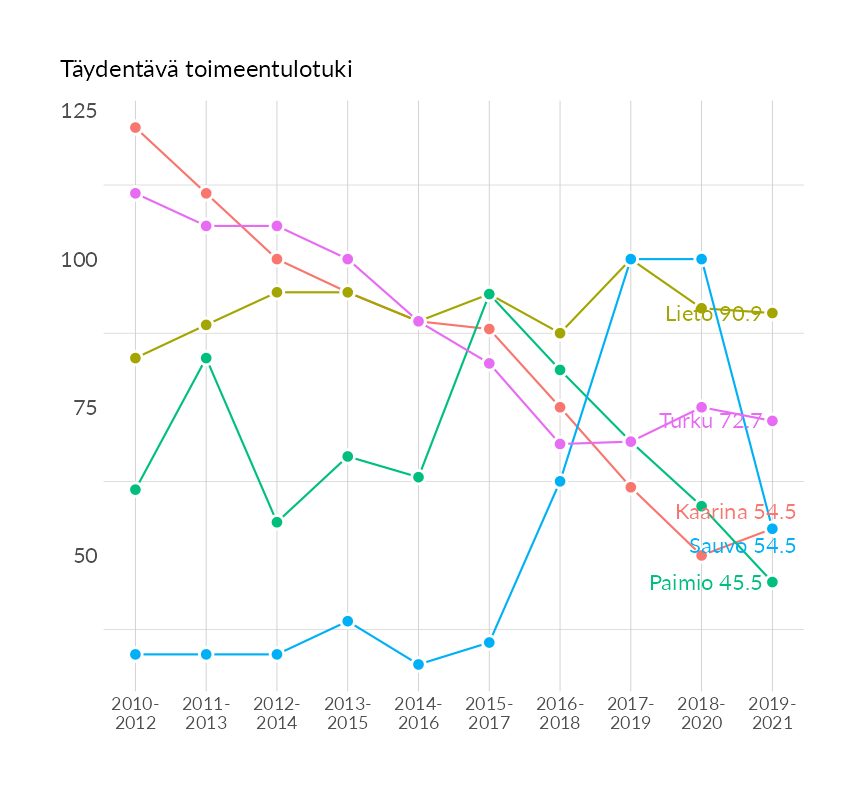 Täydentävä toimeentulotuki
125
100
75
50
Lieto 90.9
Turku 72.7
Kaarina 54.5
Sauvo 54.5
Paimio 45.5
2010- 2011- 2012- 2013- 2014- 2015- 2016- 2017- 2018- 2019-
2012 2013 2014 2015 2016 2017 2018 2019 2020 2021